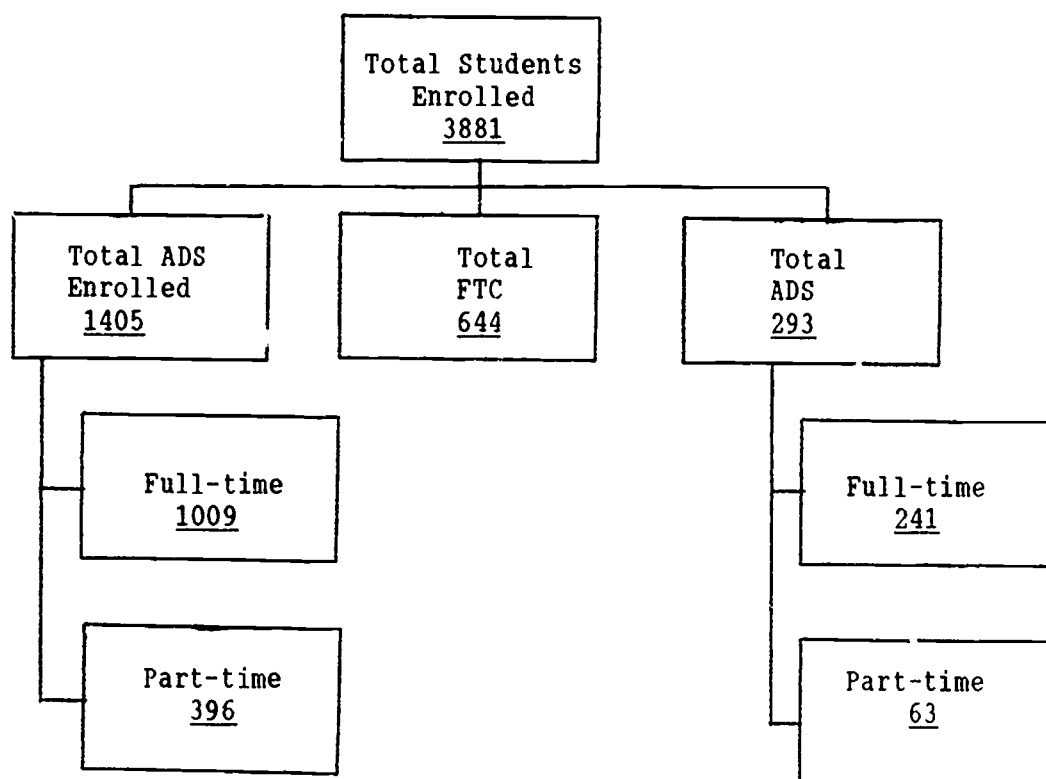 Total Students
Enrolled
3881
Total ADS
Enrolled
1405
Total
FTC
644
Total
ADS
293
Full-time
1009
Full-time
241
Part-time
396
Part-time
63